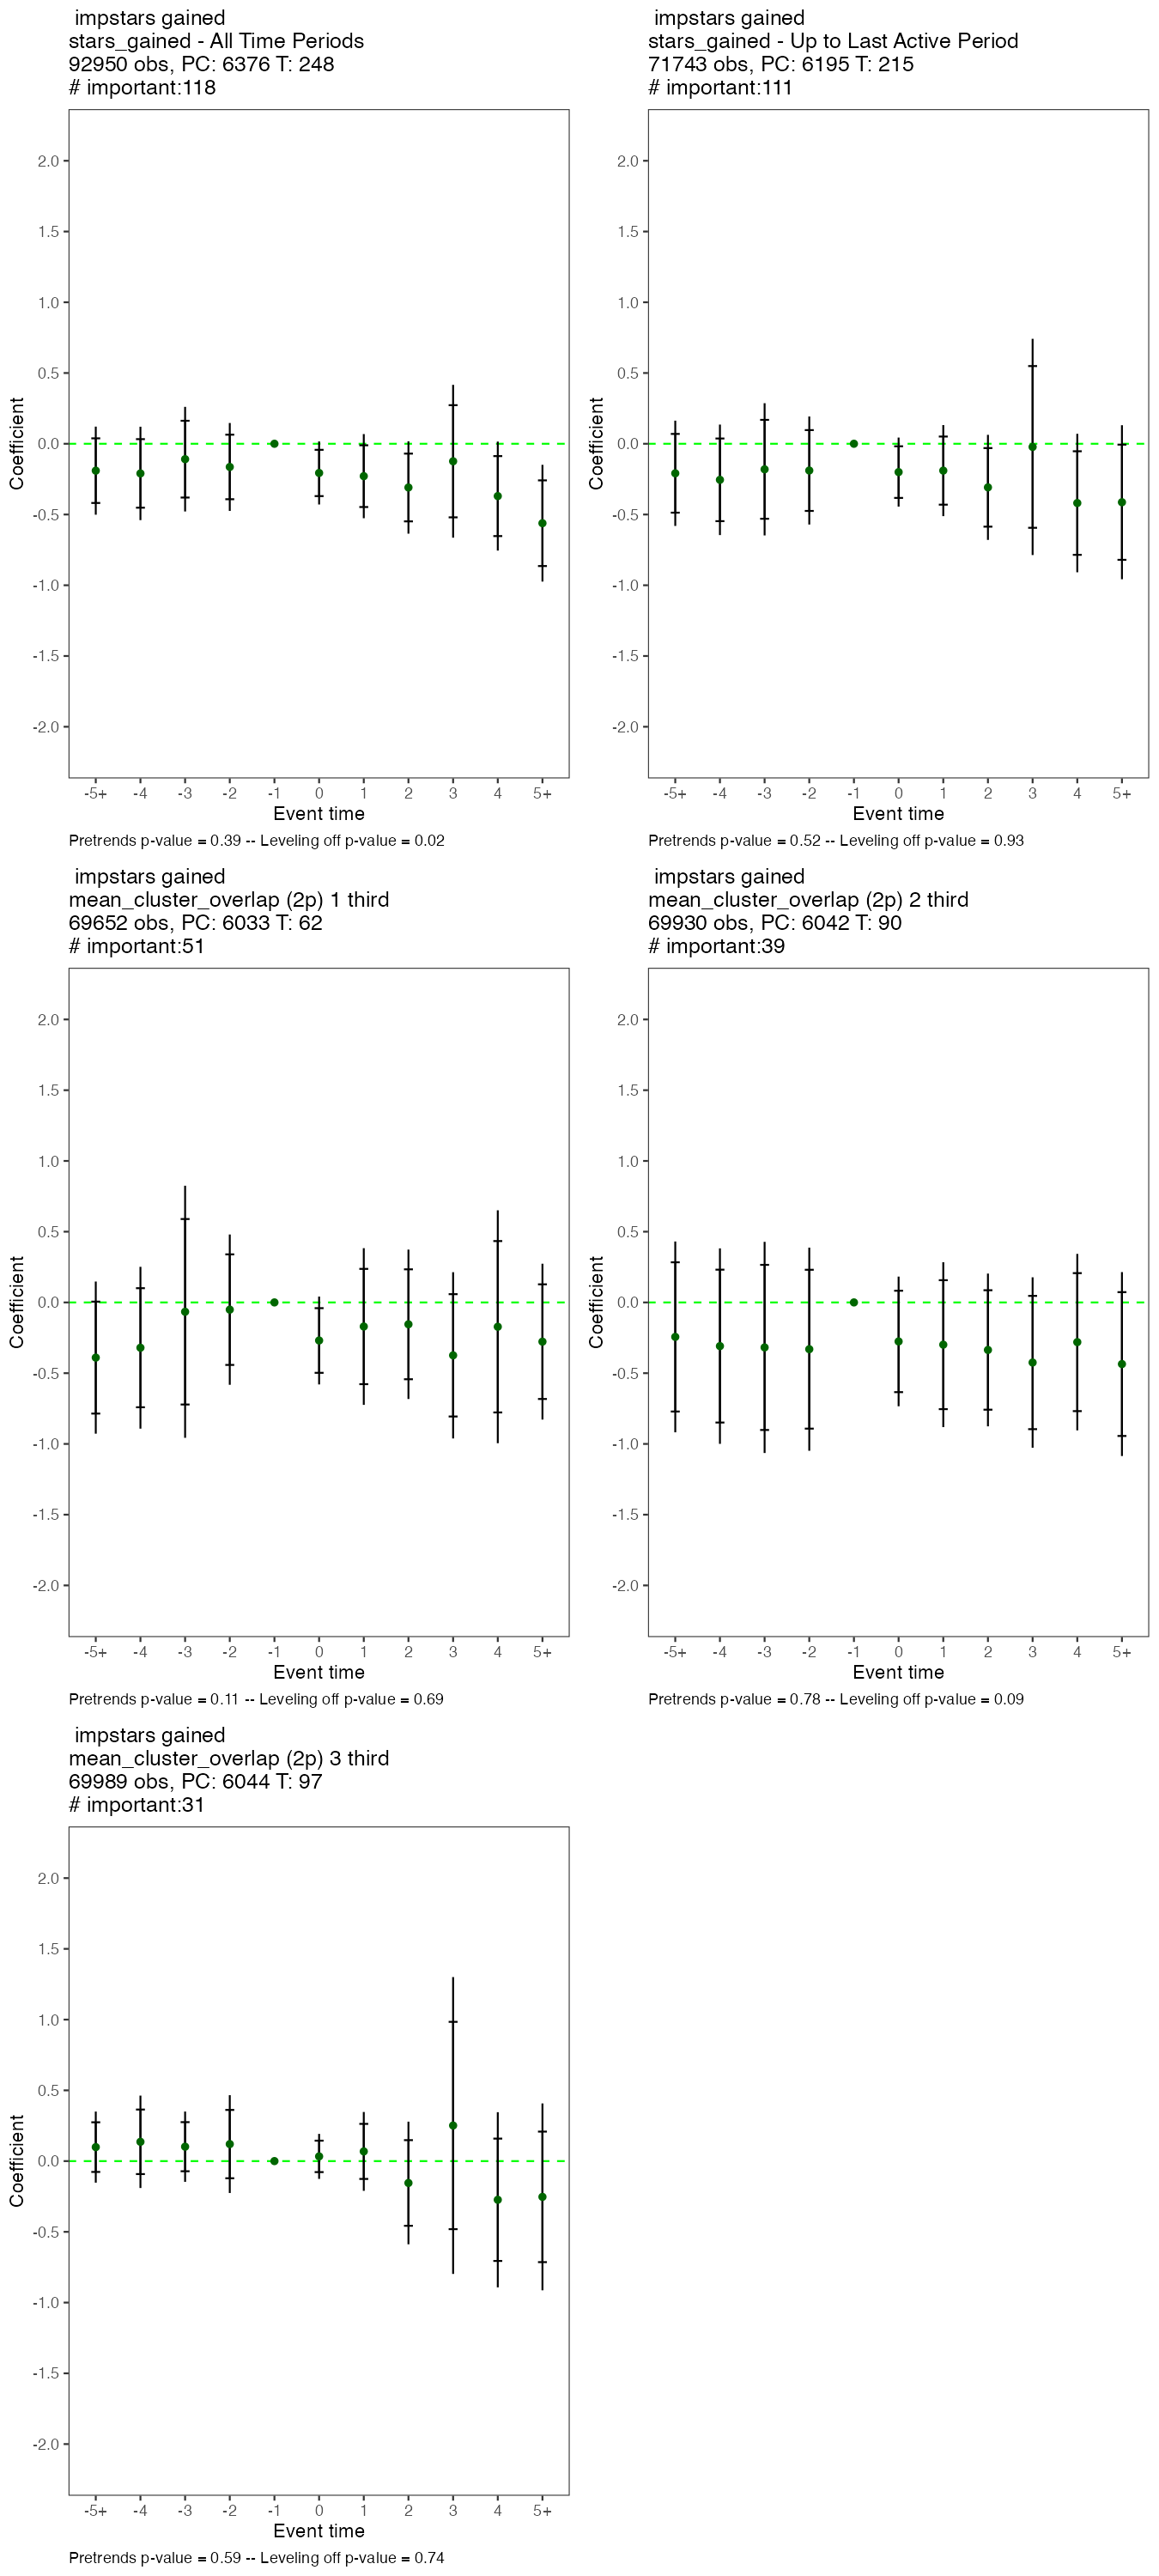 impstars gained
stars_gained - All Time Periods
92950 obs, PC: 6376 T: 248
# important:118
2.0
1.5
1.0
0.5
0.0
-0.5
-1.0
-1.5
-2.0
Coefficient
-5+ -4 -3 -2 -1 0 1 2 3 4 5+
Event time
Pretrends p-value = 0.39 -- Leveling off p-value = 0.02
impstars gained
stars_gained - Up to Last Active Period
71743 obs, PC: 6195 T: 215
# important:111
2.0
1.5
1.0
0.5
0.0
-0.5
-1.0
-1.5
-2.0
Coefficient
-5+ -4 -3 -2 -1 0 1 2 3 4 5+
Event time
Pretrends p-value = 0.52 -- Leveling off p-value = 0.93
impstars gained
mean_cluster_overlap (2p) 1 third
69652 obs, PC: 6033 T: 62
# important:51
2.0
1.5
1.0
0.5
0.0
-0.5
-1.0
-1.5
-2.0
Coefficient
-5+ -4 -3 -2 -1 0 1 2 3 4 5+
Event time
Pretrends p-value = 0.11 -- Leveling off p-value = 0.69
impstars gained
mean_cluster_overlap (2p) 2 third
69930 obs, PC: 6042 T: 90
# important:39
2.0
1.5
1.0
0.5
0.0
-0.5
-1.0
-1.5
-2.0
Coefficient
-5+ -4 -3 -2 -1 0 1 2 3 4 5+
Event time
Pretrends p-value = 0.78 -- Leveling off p-value = 0.09
impstars gained
mean_cluster_overlap (2p) 3 third
69989 obs, PC: 6044 T: 97
# important:31
2.0
1.5
1.0
0.5
0.0
-0.5
-1.0
-1.5
-2.0
Coefficient
-5+ -4 -3 -2 -1 0 1 2 3 4 5+
Event time
Pretrends p-value = 0.59 -- Leveling off p-value = 0.74